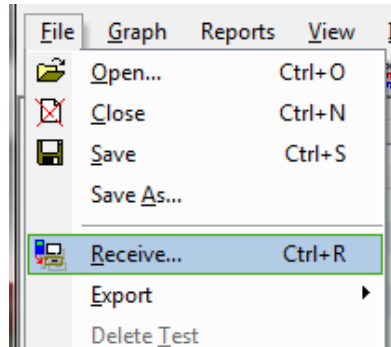 File Graph Reports View
Open... Ctrl+O
Close Ctrl+N
Save Ctrl+S
Save As...
Receive... Ctrl+R
Export
Delete Test